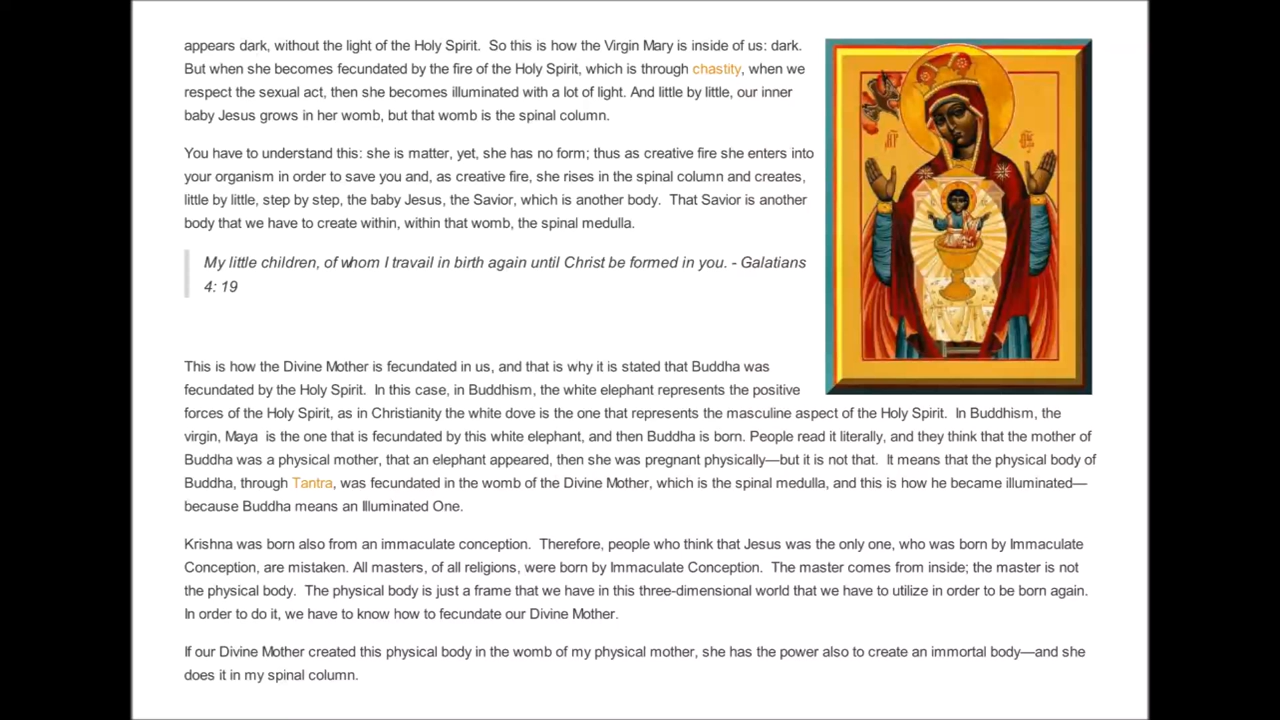 appears dark, without the light of the Holy Spirit.  So this is how the Virgin Mary is inside of us: dark.
But when she becomes fecundated by the fire of the Holy Spirit, which is through chastity, when we
respect the sexual act, then she becomes illuminated with a lot of light. And little by little, our inner
baby Jesus grows in her womb, but that womb is the spinal column.
You have to understand this: she is matter, yet, she has no form; thus as creative fire she enters into
your organism in order to save you and, as creative fire, she rises in the spinal column and creates,
little by little, step by step, the baby Jesus, the Savior, which is another body.  That Savior is another
body that we have to create within, within that womb, the spinal medulla.
My little children, of whom I travail in birth again until Christ be formed in you. - Galatians
4: 19
This is how the Divine Mother is fecundated in us, and that is why it is stated that Buddha was
fecundated by the Holy Spirit.  In this case, in Buddhism, the white elephant represents the positive
forces of the Holy Spirit, as in Christianity the white dove is the one that represents the masculine aspect of the Holy Spirit.  In Buddhism, the
virgin, Maya  is the one that is fecundated by this white elephant, and then Buddha is born. People read it literally, and they think that the mother of
Buddha was a physical mother, that an elephant appeared, then she was pregnant physically—but it is not that.  It means that the physical body of
Buddha, through Tantra, was fecundated in the womb of the Divine Mother, which is the spinal medulla, and this is how he became illuminated—
because Buddha means an Illuminated One.
Krishna was born also from an immaculate conception.  Therefore, people who think that Jesus was the only one, who was born by Immaculate
Conception, are mistaken. All masters, of all religions, were born by Immaculate Conception.  The master comes from inside; the master is not
the physical body.  The physical body is just a frame that we have in this three-dimensional world that we have to utilize in order to be born again.
In order to do it, we have to know how to fecundate our Divine Mother.
If our Divine Mother created this physical body in the womb of my physical mother, she has the power also to create an immortal body—and she
does it in my spinal column.